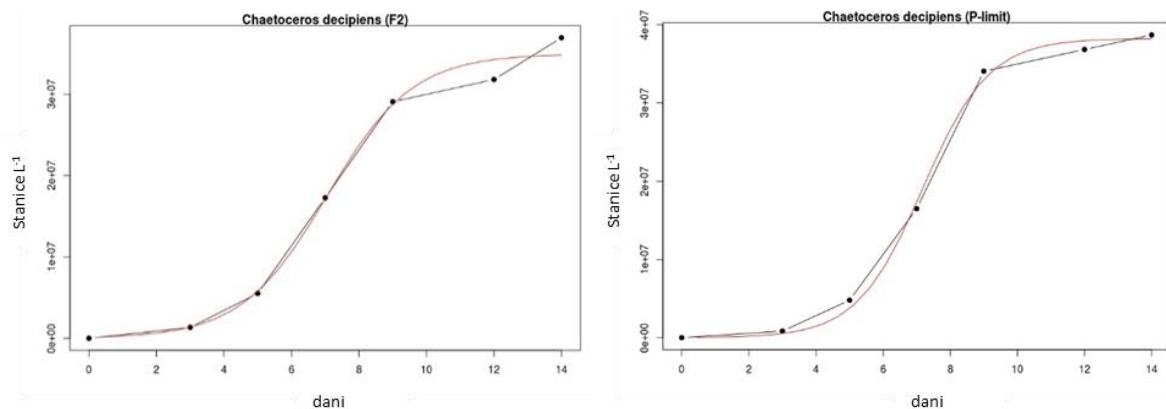 Chaetoceros decipiens (F2)
Stanice L-1
3e+07
2e+07
1e+07
0e+00
0 2 4 6 8 10 12 14
dani
Chaetoceros decipiens (P-limit)
Stanice L-1
4e+07
3e+07
2e+07
1e+07
0e+00
0 2 4 6 8 10 12 14
dani